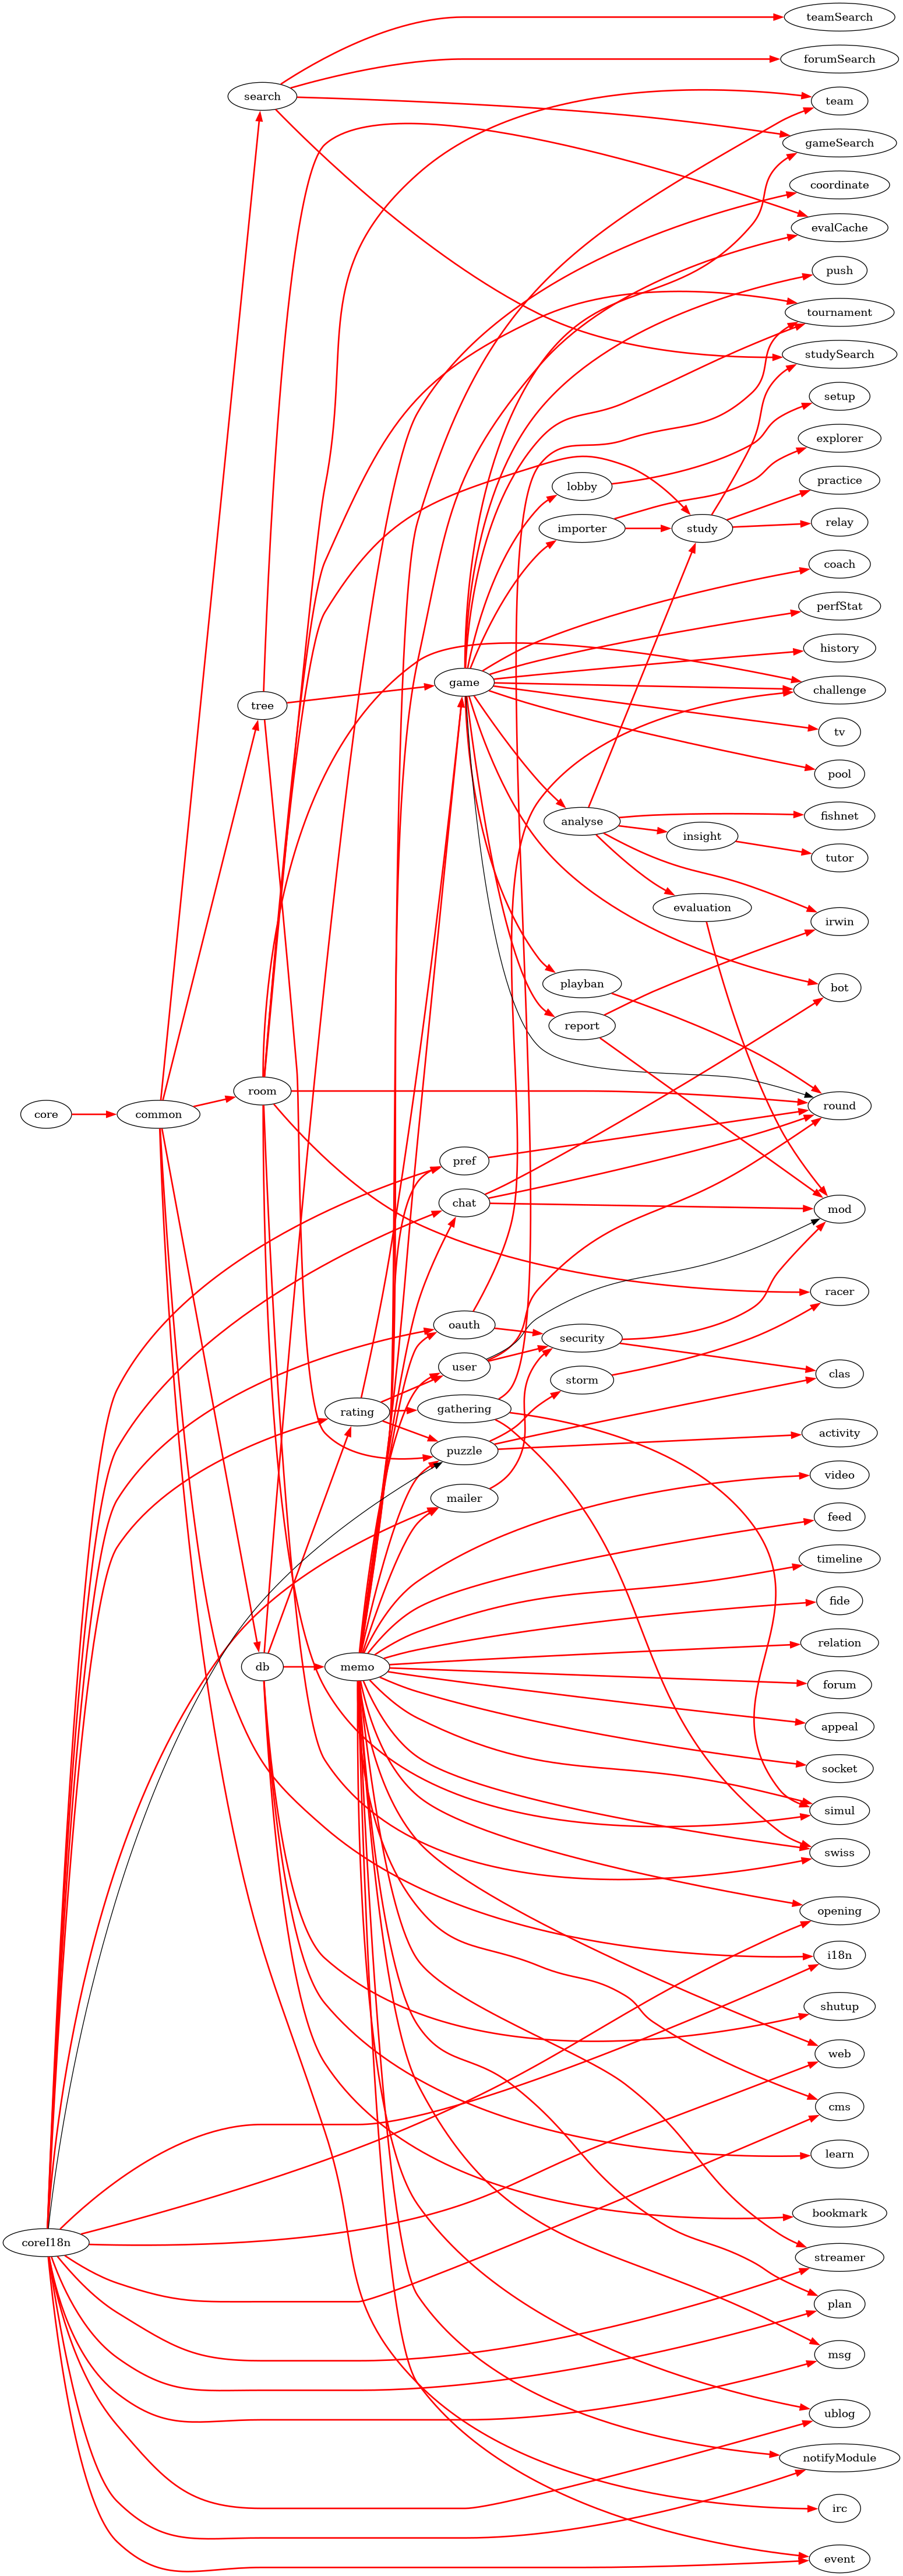 teamSearch
forumSearch
search
team
gameSearch
coordinate
evalCache
push
tournament
studySearch
setup
explorer
lobby
practice
importer
study
relay
coach
perfStat
history
game
challenge
tree
tv
pool
fishnet
analyse
insight
tutor
evaluation
irwin
playban
bot
report
room
round
core
common
pref
chat
mod
racer
oauth
security
user
clas
storm
gathering
rating
activity
puzzle
video
mailer
feed
timeline
fide
relation
db
memo
forum
appeal
socket
simul
swiss
opening
i18n
shutup
web
cms
learn
bookmark
coreI18n
streamer
plan
msg
ublog
notifyModule
irc
event